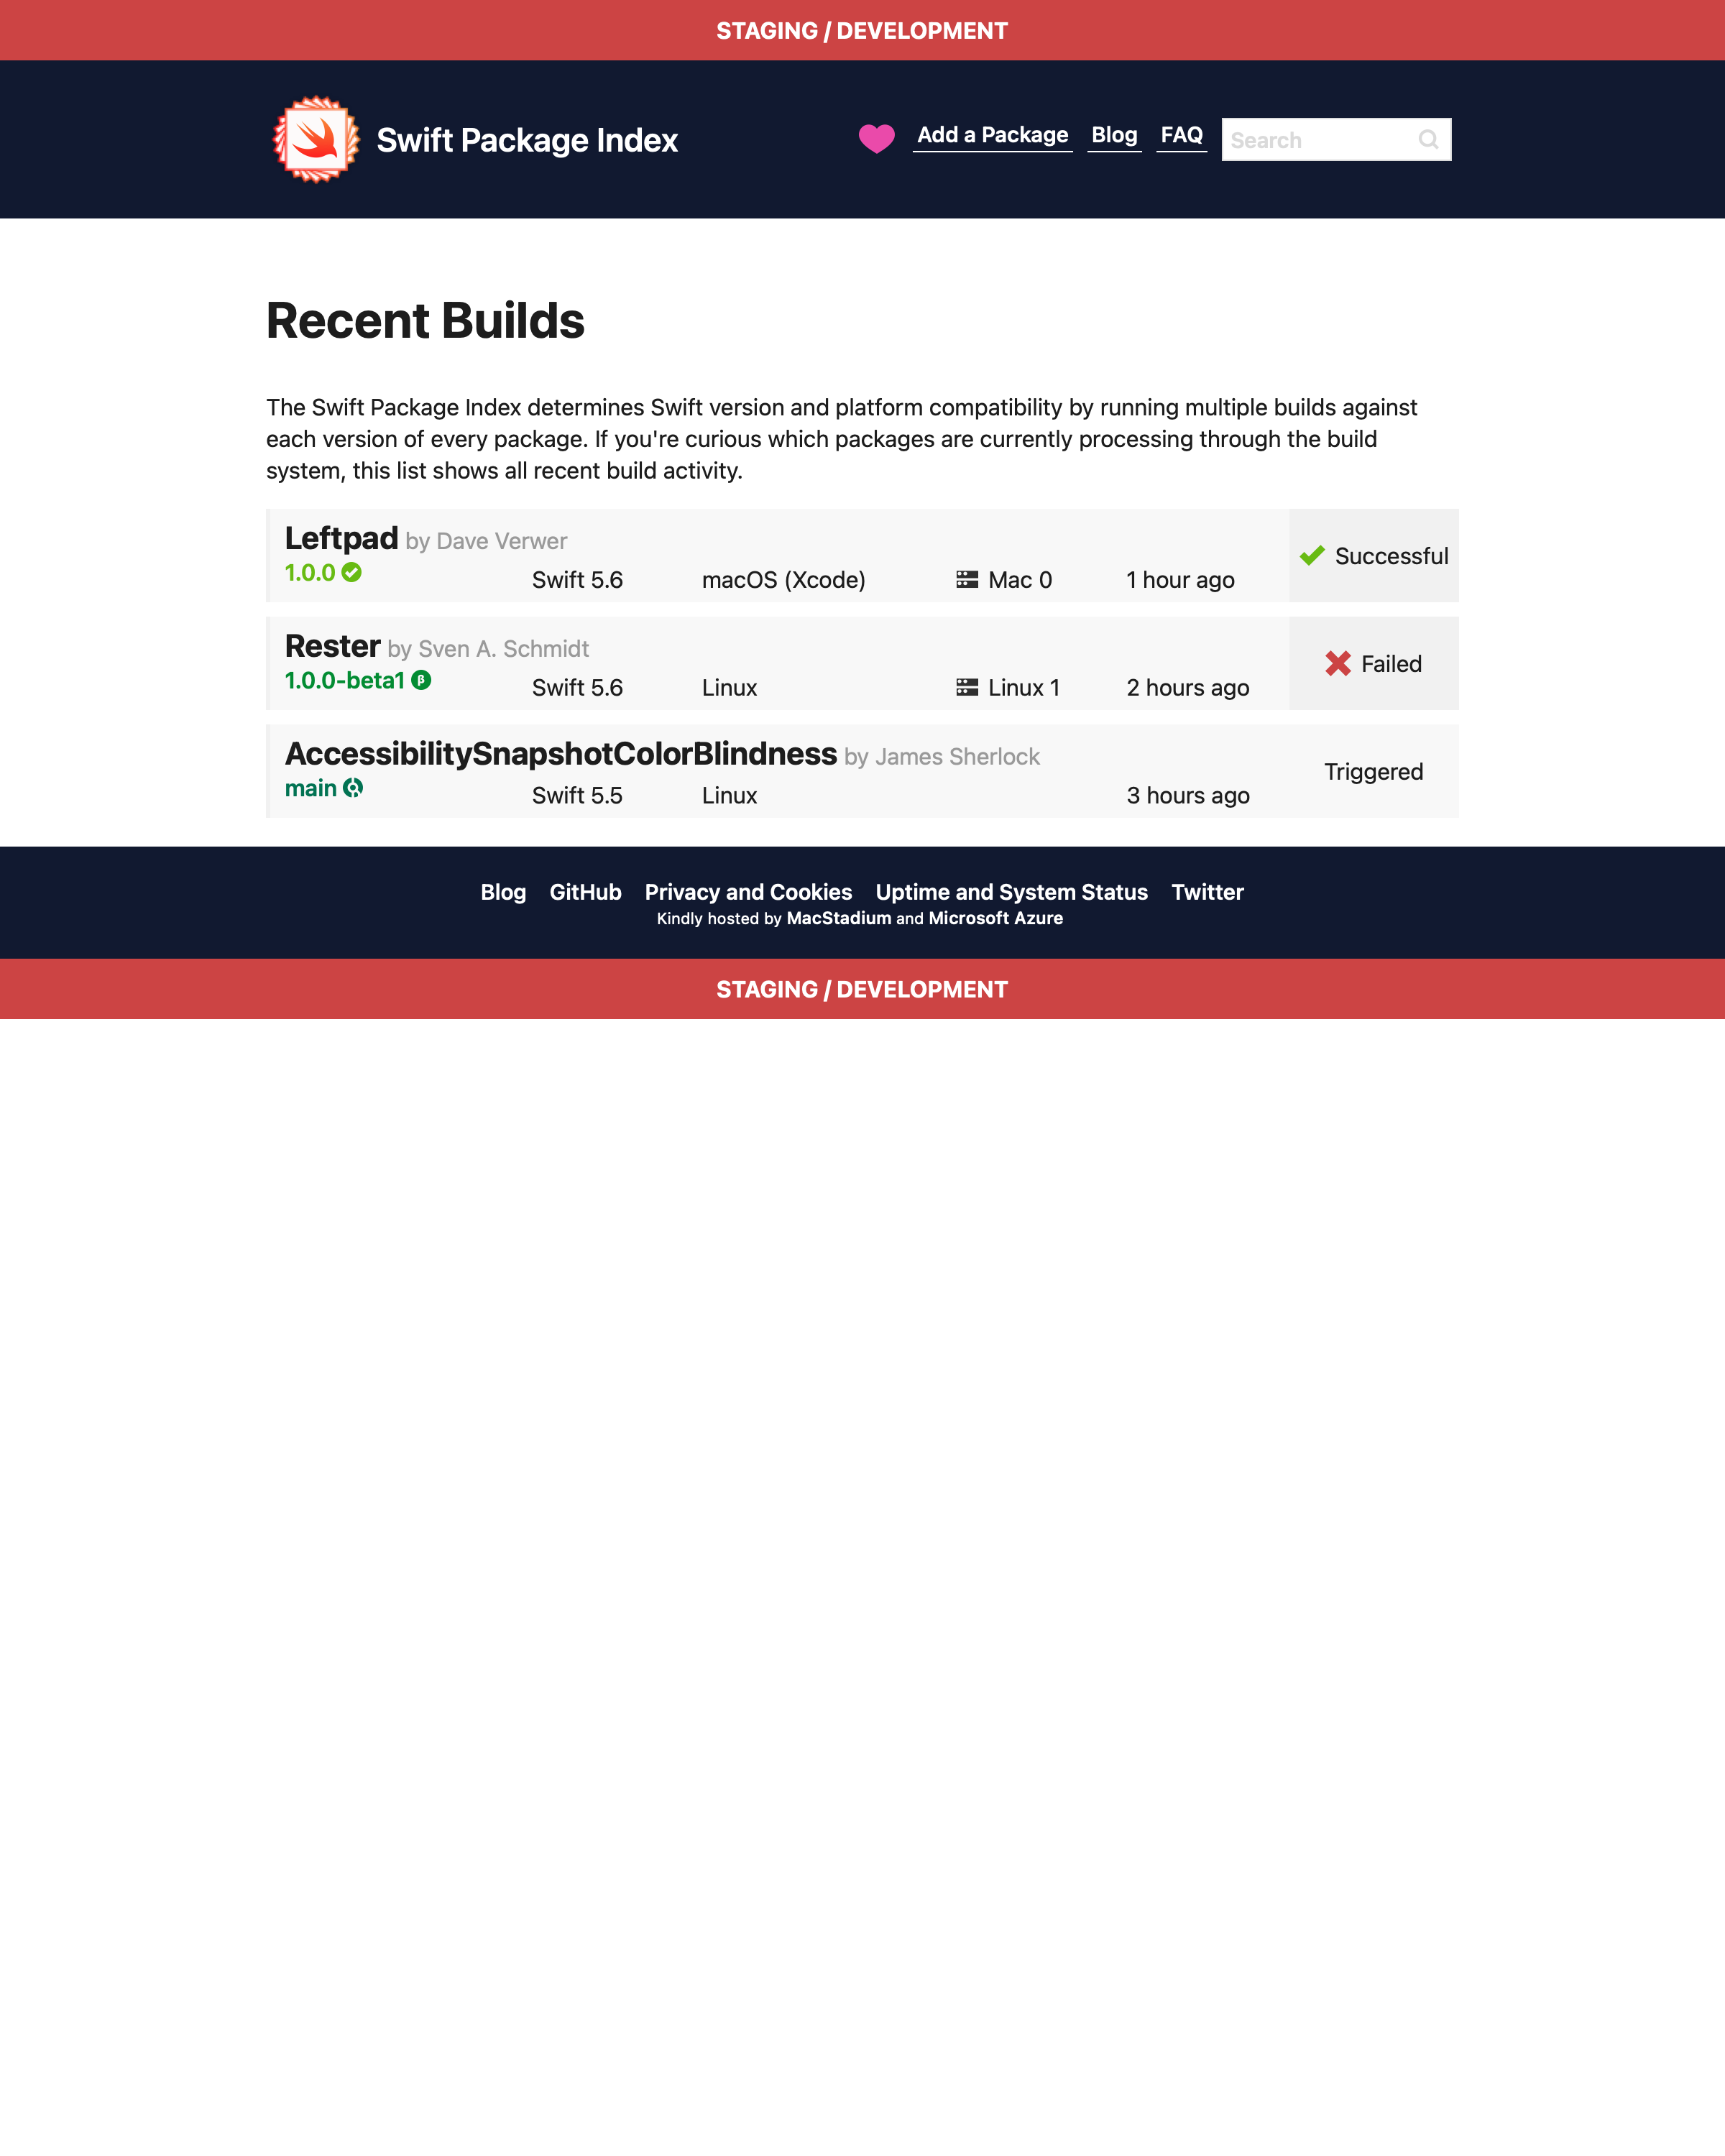 STAGING / DEVELOPMENT
Swift Package Index
Add a Package Blog FAQ Search
Recent Builds
The Swift Package Index determines Swift version and platform compatibility by running multiple builds against
each version of every package. If you're curious which packages are currently processing through the build
system, this list shows all recent build activity.
Leftpad by Dave Verwer
1.0.0 Swift 5.6 macOS (Xcode) Mac 0 1 hour ago Successful
Rester by Sven A. Schmidt
1.0.0-beta1 β Swift 5.6 Linux Linux 1 2 hours ago Failed
AccessibilitySnapshotColorBlindness by James Sherlock
main Swift 5.5 Linux 3 hours ago Triggered
Blog GitHub Privacy and Cookies Uptime and System Status Twitter
Kindly hosted by MacStadium and Microsoft Azure
STAGING / DEVELOPMENT